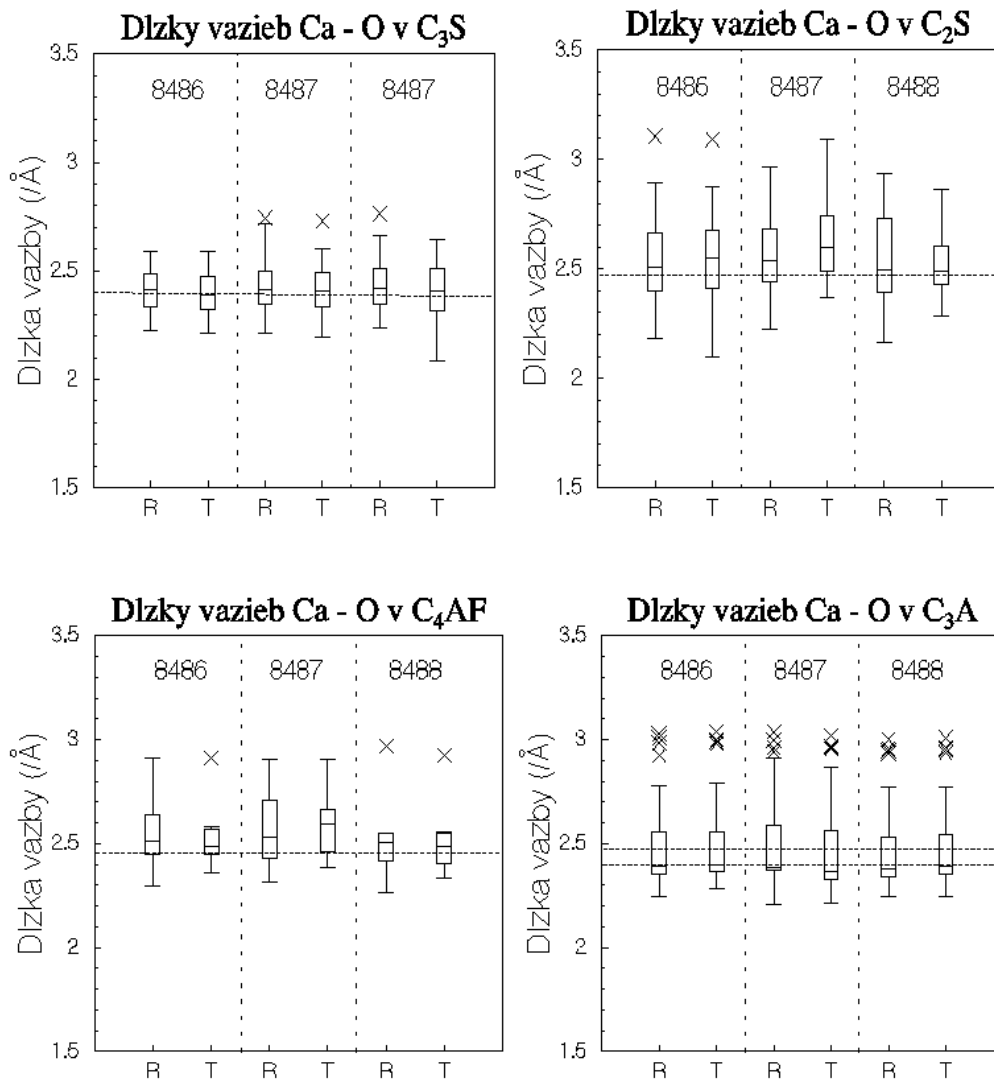 Dlzky vazieb Ca - O v C₃S
3.5
8486 8487 8487
3
2.5
2
1.5
Dlzka vazby (/Å)
R T R T R T
Dlzky vazieb Ca - O v C₂S
3.5
8486 8487 8488
3
2.5
2
1.5
Dlzka vazby (/Å)
R T R T R T
Dlzky vazieb Ca - O v C₄AF
3.5
8486 8487 8488
3
2.5
2
1.5
Dlzka vazby (/Å)
R T R T R T
Dlzky vazieb Ca - O v C₃A
3.5
8486 8487 8488
3
2.5
2
1.5
Dlzka vazby (/Å)
R T R T R T